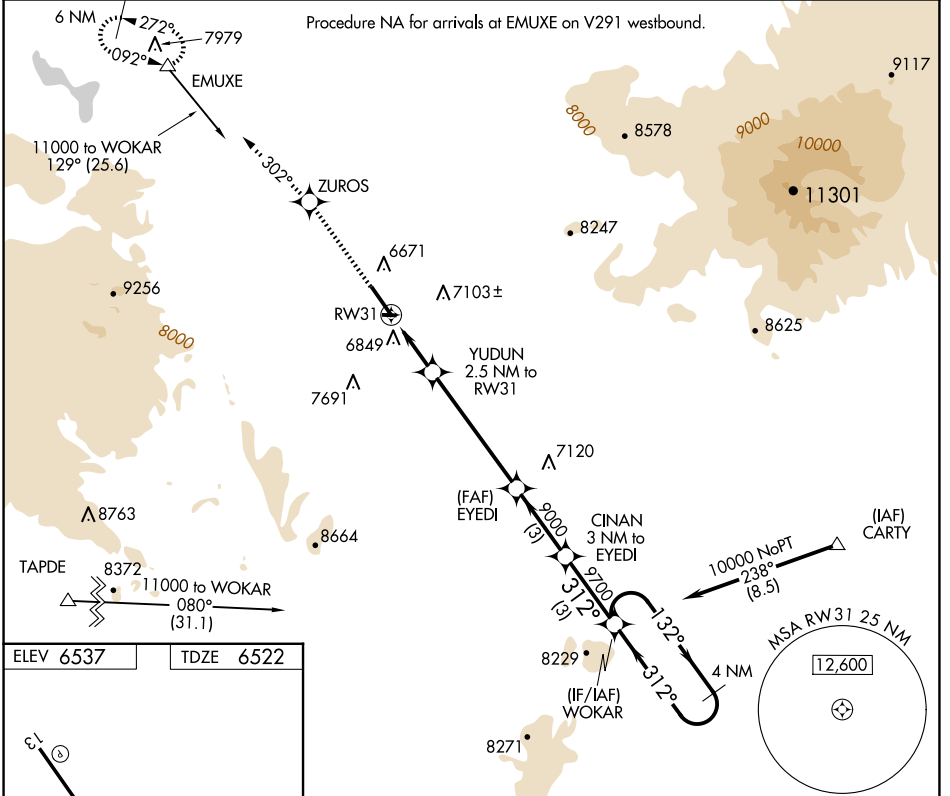 Procedure NA for arrivals at EMUXE on V291 westbound.
6 NM
272°
7979
092°
EMUXE
9117
8000
8578
9000
10000
11000 to WOKAR
129° (25.6)
302°
ZUROS
11301
8247
6671
9256
7103±
8000
RW31
8625
6849
YUDUN
2.5 NM to
RW31
7691
7120
(FAF)
EYEDI
8763
9000
(3)
CINAN
3 NM to
EYEDI
(IAF)
CARTY
8664
TAPDE
8372
11000 to WOKAR
080°
(31.1)
10000 NoPT
238°
(8.5)
9700
312°
(3)
132°
MSA RW31 25 NM
12,600
ELEV 6537
TDZE 6522
8229
312°
4 NM
(IF/IAF)
WOKAR
8271
13
P